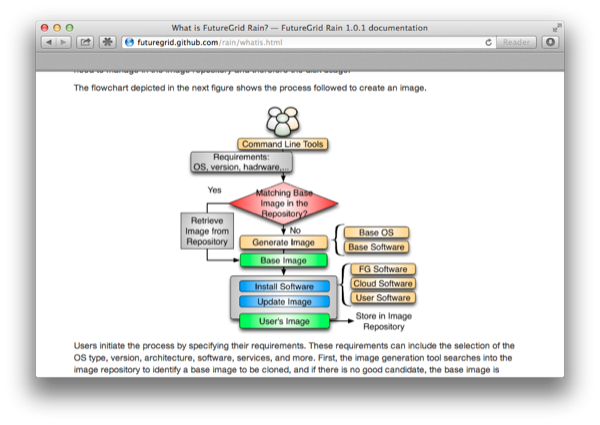 What is FutureGrid Rain? — FutureGrid Rain 1.0.1 documentation
futuregrid.github.com/rain/whatis.html
Reader
The flowchart depicted in the next figure shows the process followed to create an image.
Command Line Tools
Requirements:
OS, version, hadrware,...
Yes
Matching Base
Image in the
Repository?
Retrieve
Image from
Repository
No
Generate Image
Base OS
Base Software
Base Image
FG Software
Install Software
Cloud Software
Update Image
User Software
User's Image
Store in Image
Repository
Users initiate the process by specifying their requirements. These requirements can include the selection of the
OS type, version, architecture, software, services, and more. First, the image generation tool searches into the
image repository to identify a base image to be cloned, and if there is no good candidate, the base image is